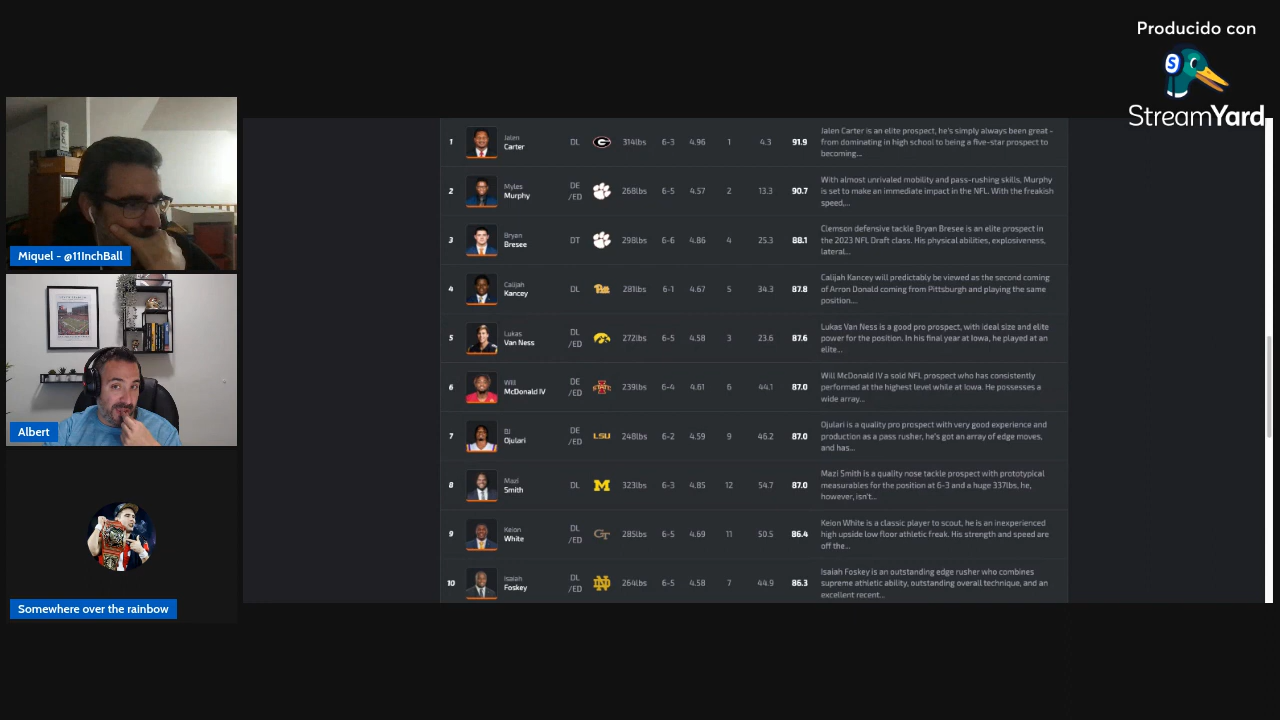 Producido con
StreamYard
Miquel - @11InchBall
Albert
Somewhere over the rainbow
1 Jalen Carter DL G 314lbs 6-3 4.96 1 4.3 91.9
Jalen Carter is an elite prospect, he's simply always been great -
from dominating in high school to being a five-star prospect to
becoming...
2 Myles Murphy DE /ED 268lbs 6-5 4.57 2 13.3 90.7
With almost unrivaled mobility and pass-rushing skills, Murphy
is set to make an immediate impact in the NFL. With the freakish
speed,...
3 Bryan Bresee DT 298lbs 6-6 4.86 4 25.3 88.1
Clemson defensive tackle Bryan Bresee is an elite prospect in
the 2023 NFL Draft class. His physical abilities, explosiveness,
lateral...
4 Calijah Kancey DL Pitt 281lbs 6-1 4.67 5 34.3 87.8
Calijah Kancey will predictably be viewed as the second coming
of Arron Donald coming from Pittsburgh and playing the same
position...
5 Lukas Van Ness DL /ED 272lbs 6-5 4.58 3 23.6 87.6
Lukas Van Ness is a good pro prospect, with ideal size and elite
power for the position. In his final year at Iowa, he played at an
elite...
6 Will McDonald IV DE /ED I STATE 239lbs 6-4 4.61 6 44.1 87.0
Will McDonald IV a sold NFL prospect who has consistently
performed at the highest level while at Iowa. He possesses a
wide array...
7 BJ Ojulari DE /ED LSU 248lbs 6-2 4.59 9 46.2 87.0
Ojulari is a quality pro prospect with very good experience and
production as a pass rusher, he's got an array of edge moves,
and has...
8 Mazi Smith DL M 323lbs 6-3 4.85 12 54.7 87.0
Mazi Smith is a quality nose tackle prospect with prototypical
measurables for the position at 6-3 and a huge 337lbs, he,
however, isn't...
9 Keion White DL /ED GT 285lbs 6-5 4.69 11 50.5 86.4
Keion White is a classic player to scout, he is an inexperienced
high upside low floor athletic freak. His strength and speed are
off the...
10 Isaiah Foskey DL /ED ND 264lbs 6-5 4.58 7 44.9 86.3
Isaiah Foskey is an outstanding edge rusher who combines
supreme athletic ability, outstanding overall technique, and an
excellent recent...